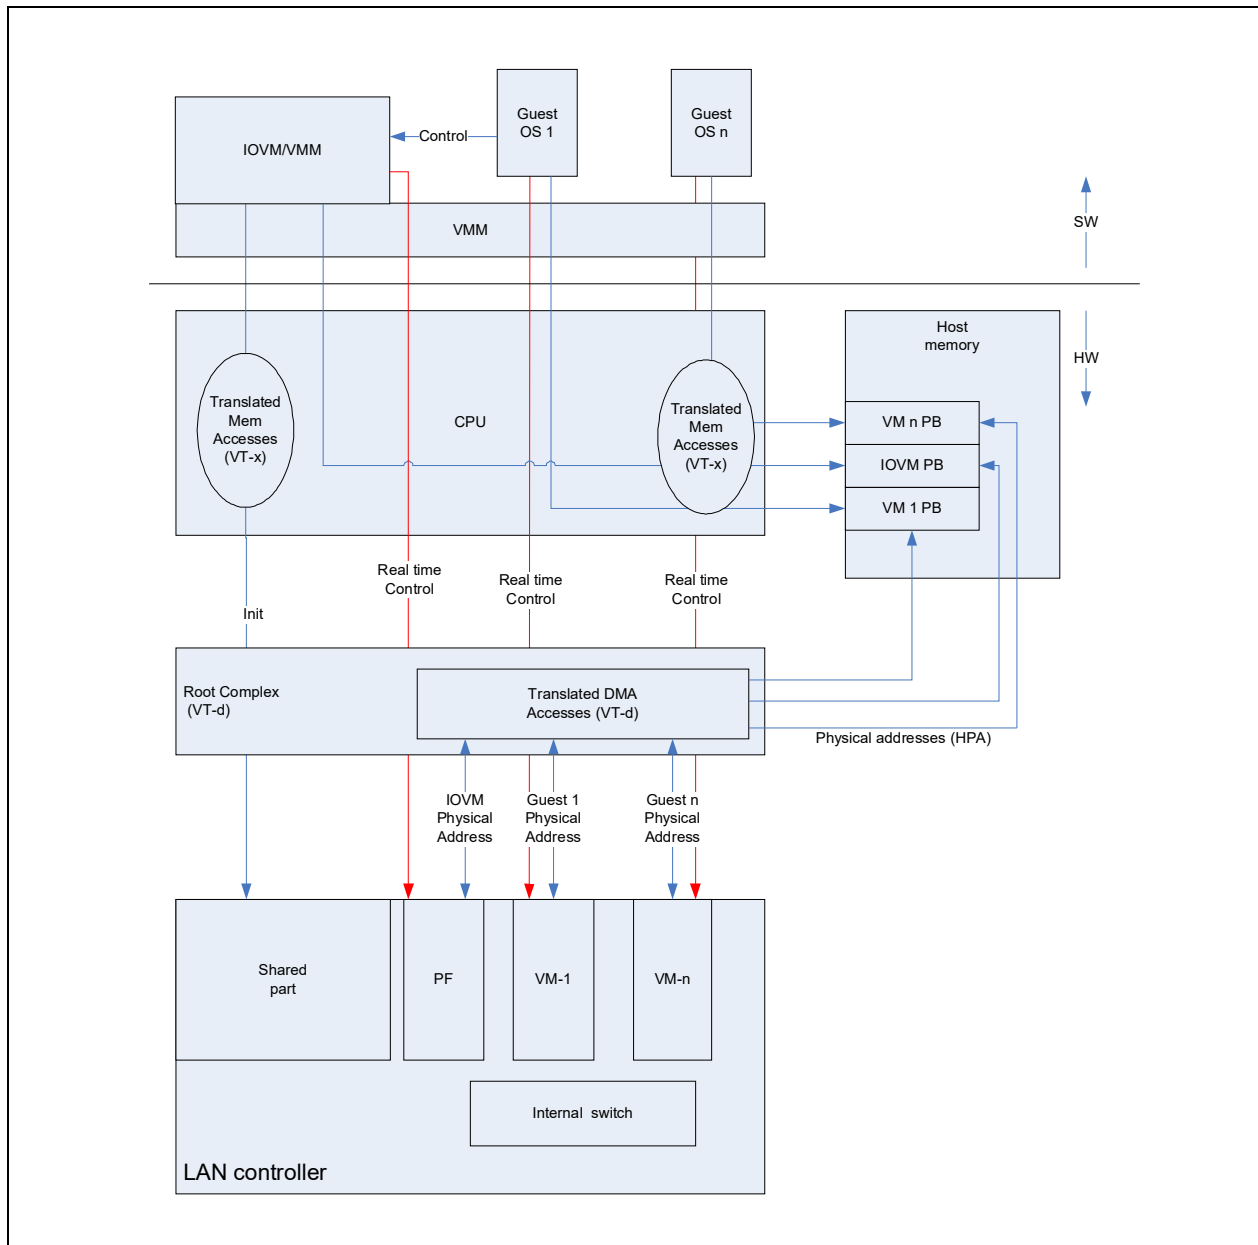 Guest
OS 1
Guest
OS n
Control
IOVM/VMM
VMM
SW
HW
Host
memory
Translated
Mem
Accesses
(VT-x)
CPU
Translated
Mem
Accesses
(VT-x)
VM n PB
IOVM PB
VM 1 PB
Real time
Control
Real time
Control
Real time
Control
Init
Root Complex
(VT-d)
Translated DMA
Accesses (VT-d)
Physical addresses (HPA)
IOVM
Physical
Address
Guest 1
Physical
Address
Guest n
Physical
Address
Shared
part
PF
VM-1
VM-n
Internal switch
LAN controller